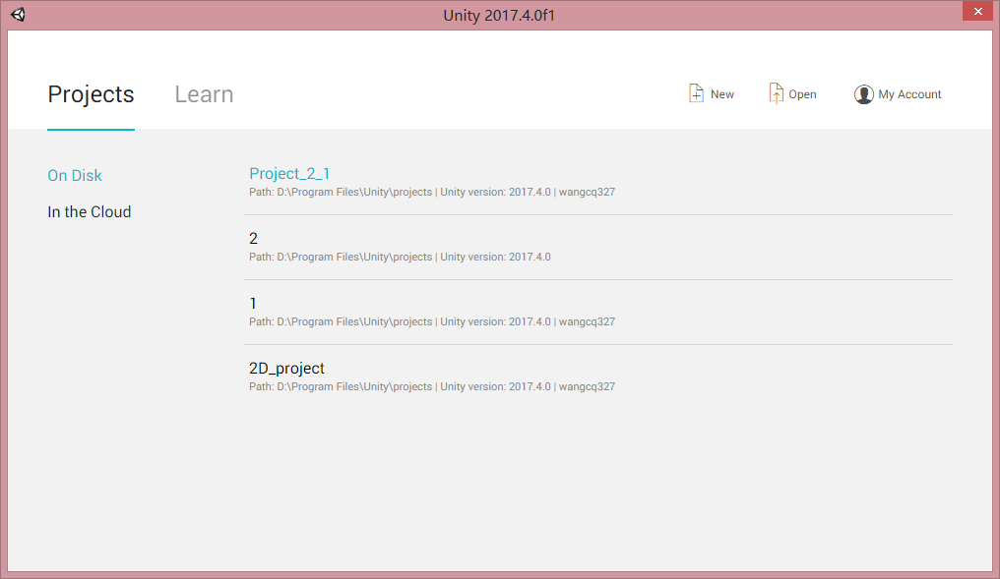 Unity 2017.4.0f1
Projects Learn New Open My Account
On Disk
In the Cloud
Project_2_1
Path: D:\Program Files\Unity\projects | Unity version: 2017.4.0 | wangcq327
2
Path: D:\Program Files\Unity\projects | Unity version: 2017.4.0
1
Path: D:\Program Files\Unity\projects | Unity version: 2017.4.0 | wangcq327
2D_project
Path: D:\Program Files\Unity\projects | Unity version: 2017.4.0 | wangcq327